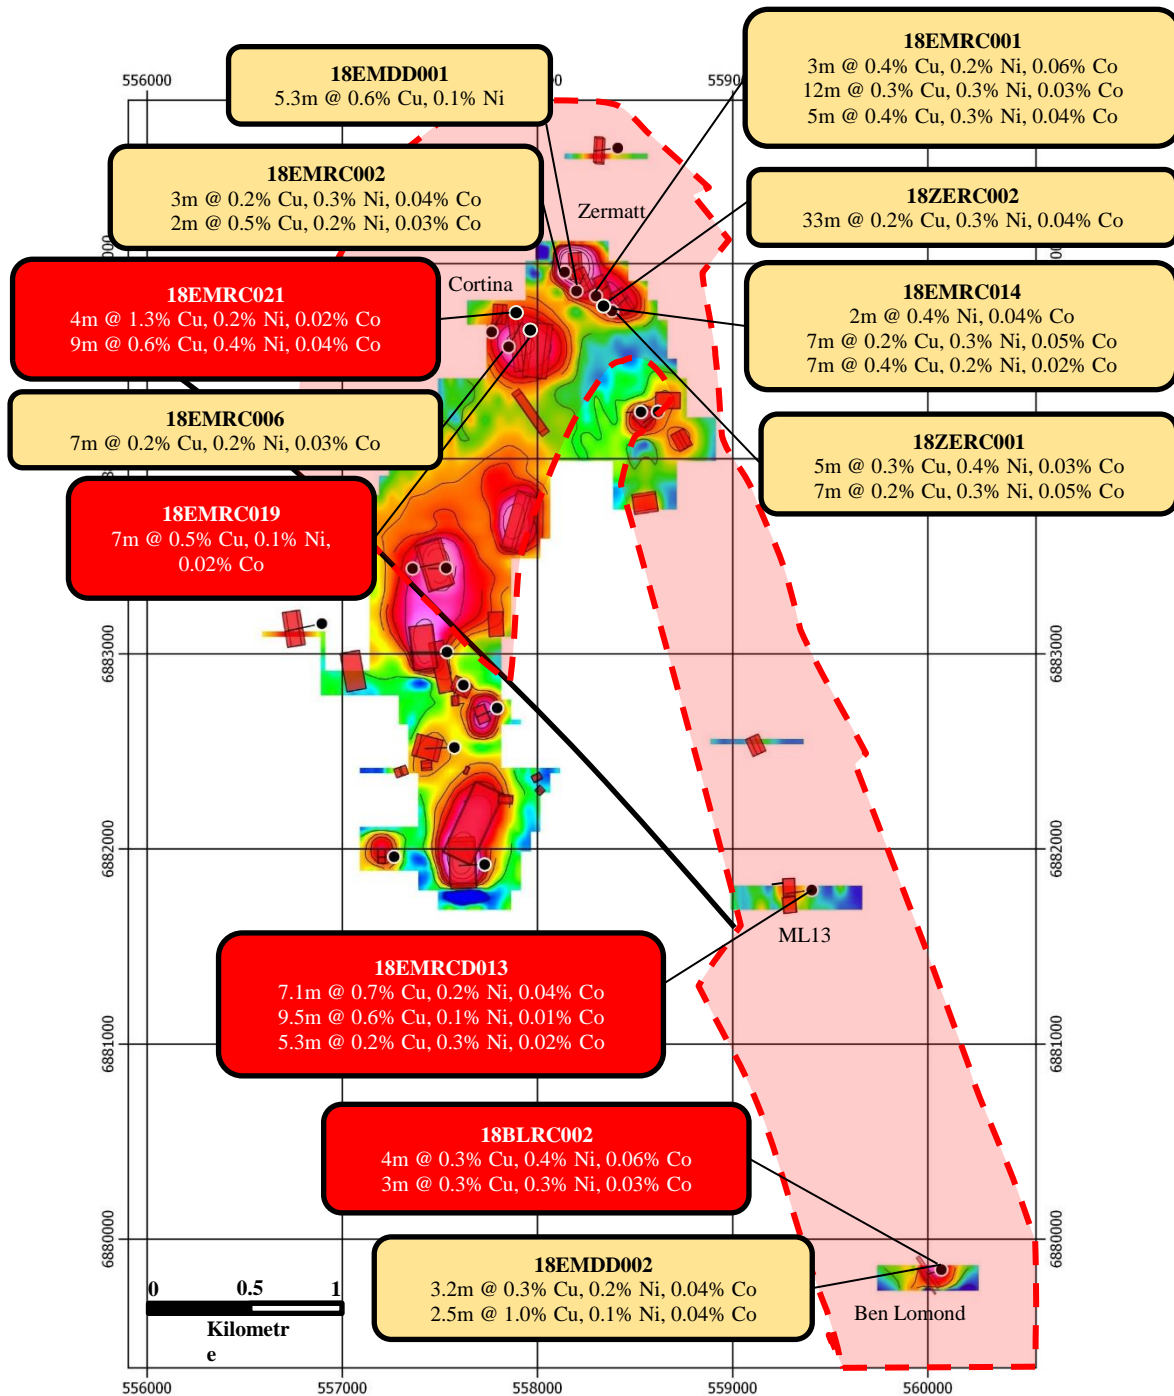 18EMRC001
3m @ 0.4% Cu, 0.2% Ni, 0.06% Co
12m @ 0.3% Cu, 0.3% Ni, 0.03% Co
5m @ 0.4% Cu, 0.3% Ni, 0.04% Co
18EMDD001
5.3m @ 0.6% Cu, 0.1% Ni
556000
559
18EMRC002
3m @ 0.2% Cu, 0.3% Ni, 0.04% Co
2m @ 0.5% Cu, 0.2% Ni, 0.03% Co
Zermatt
18ZERC002
33m @ 0.2% Cu, 0.3% Ni, 0.04% Co
18EMRC021
4m @ 1.3% Cu, 0.2% Ni, 0.02% Co
9m @ 0.6% Cu, 0.4% Ni, 0.04% Co
Cortina
18EMRC014
2m @ 0.4% Ni, 0.04% Co
7m @ 0.2% Cu, 0.3% Ni, 0.05% Co
7m @ 0.4% Cu, 0.2% Ni, 0.02% Co
18EMRC006
7m @ 0.2% Cu, 0.2% Ni, 0.03% Co
18ZERC001
5m @ 0.3% Cu, 0.4% Ni, 0.03% Co
7m @ 0.2% Cu, 0.3% Ni, 0.05% Co
18EMRC019
7m @ 0.5% Cu, 0.1% Ni,
0.02% Co
6883000
6883000
6882000
6882000
ML13
18EMRCD013
7.1m @ 0.7% Cu, 0.2% Ni, 0.04% Co
9.5m @ 0.6% Cu, 0.1% Ni, 0.01% Co
5.3m @ 0.2% Cu, 0.3% Ni, 0.02% Co
6881000
6881000
18BLRC002
4m @ 0.3% Cu, 0.4% Ni, 0.06% Co
3m @ 0.3% Cu, 0.3% Ni, 0.03% Co
6880000
6880000
18EMDD002
3.2m @ 0.3% Cu, 0.2% Ni, 0.04% Co
2.5m @ 1.0% Cu, 0.1% Ni, 0.04% Co
Ben Lomond
0 0.5 1
Kilometr
e
556000 557000 558000 559000 560000